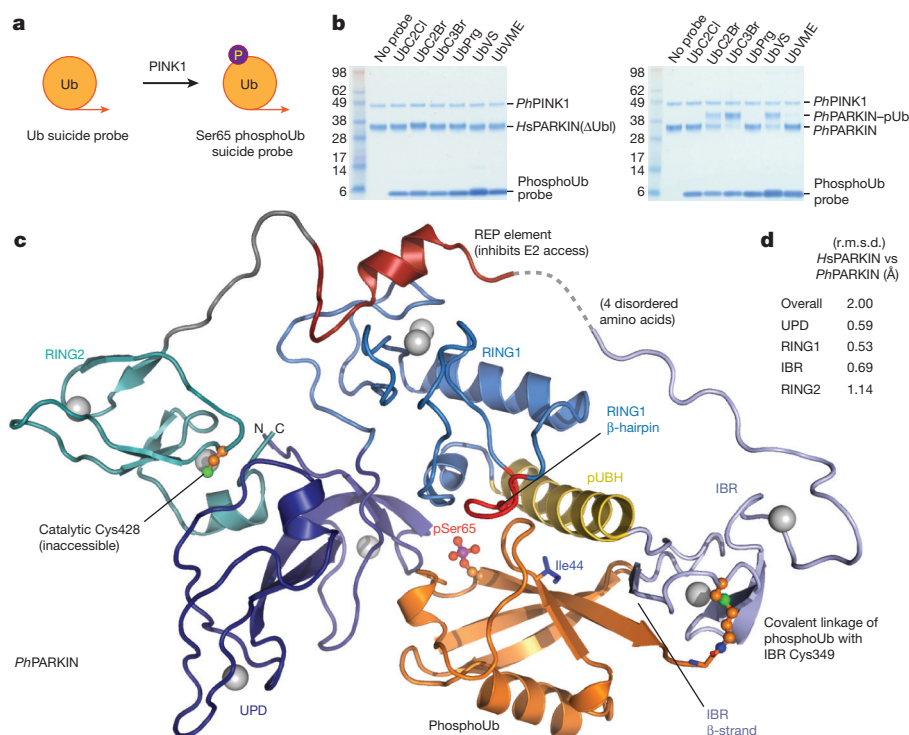 a
PINK1
P
Ub
Ub
Ub suicide probe
Ser65 phosphoUb
suicide probe
b
No probe
UbC2Cl
UbC2Br
UbC3Br
UbPrg
UbVS
UbVME
98
62
49
38
28
17
14
6
PhPINK1
HsPARKIN(ΔUbl)
PhosphoUb
probe
No probe
UbC2Cl
UbC2Br
UbC3Br
UbPrg
UbVS
UbVME
98
62
49
38
28
17
14
6
PhPINK1
PhPARKIN–pUb
PhPARKIN
PhosphoUb
probe
c
REP element
(inhibits E2 access)
(4 disordered
amino acids)
RING2
RING1
RING1
β-hairpin
N
C
pUBH
IBR
Catalytic Cys428
(inaccessible)
pSer65
Ile44
Covalent linkage of
phosphoUb with
IBR Cys349
PhPARKIN
UPD
PhosphoUb
IBR
β-strand
d
(r.m.s.d.)
HsPARKIN vs
PhPARKIN (Å)
Overall 2.00
UPD 0.59
RING1 0.53
IBR 0.69
RING2 1.14